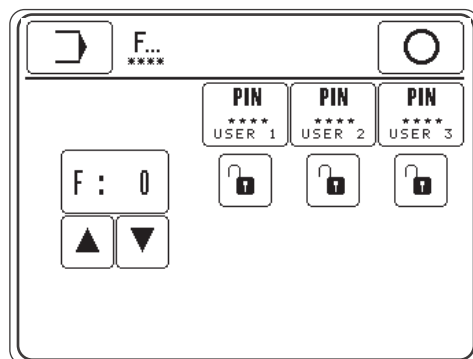 F...
****
PIN PIN PIN
**** **** ****
USER 1 USER 2 USER 3
F: 0